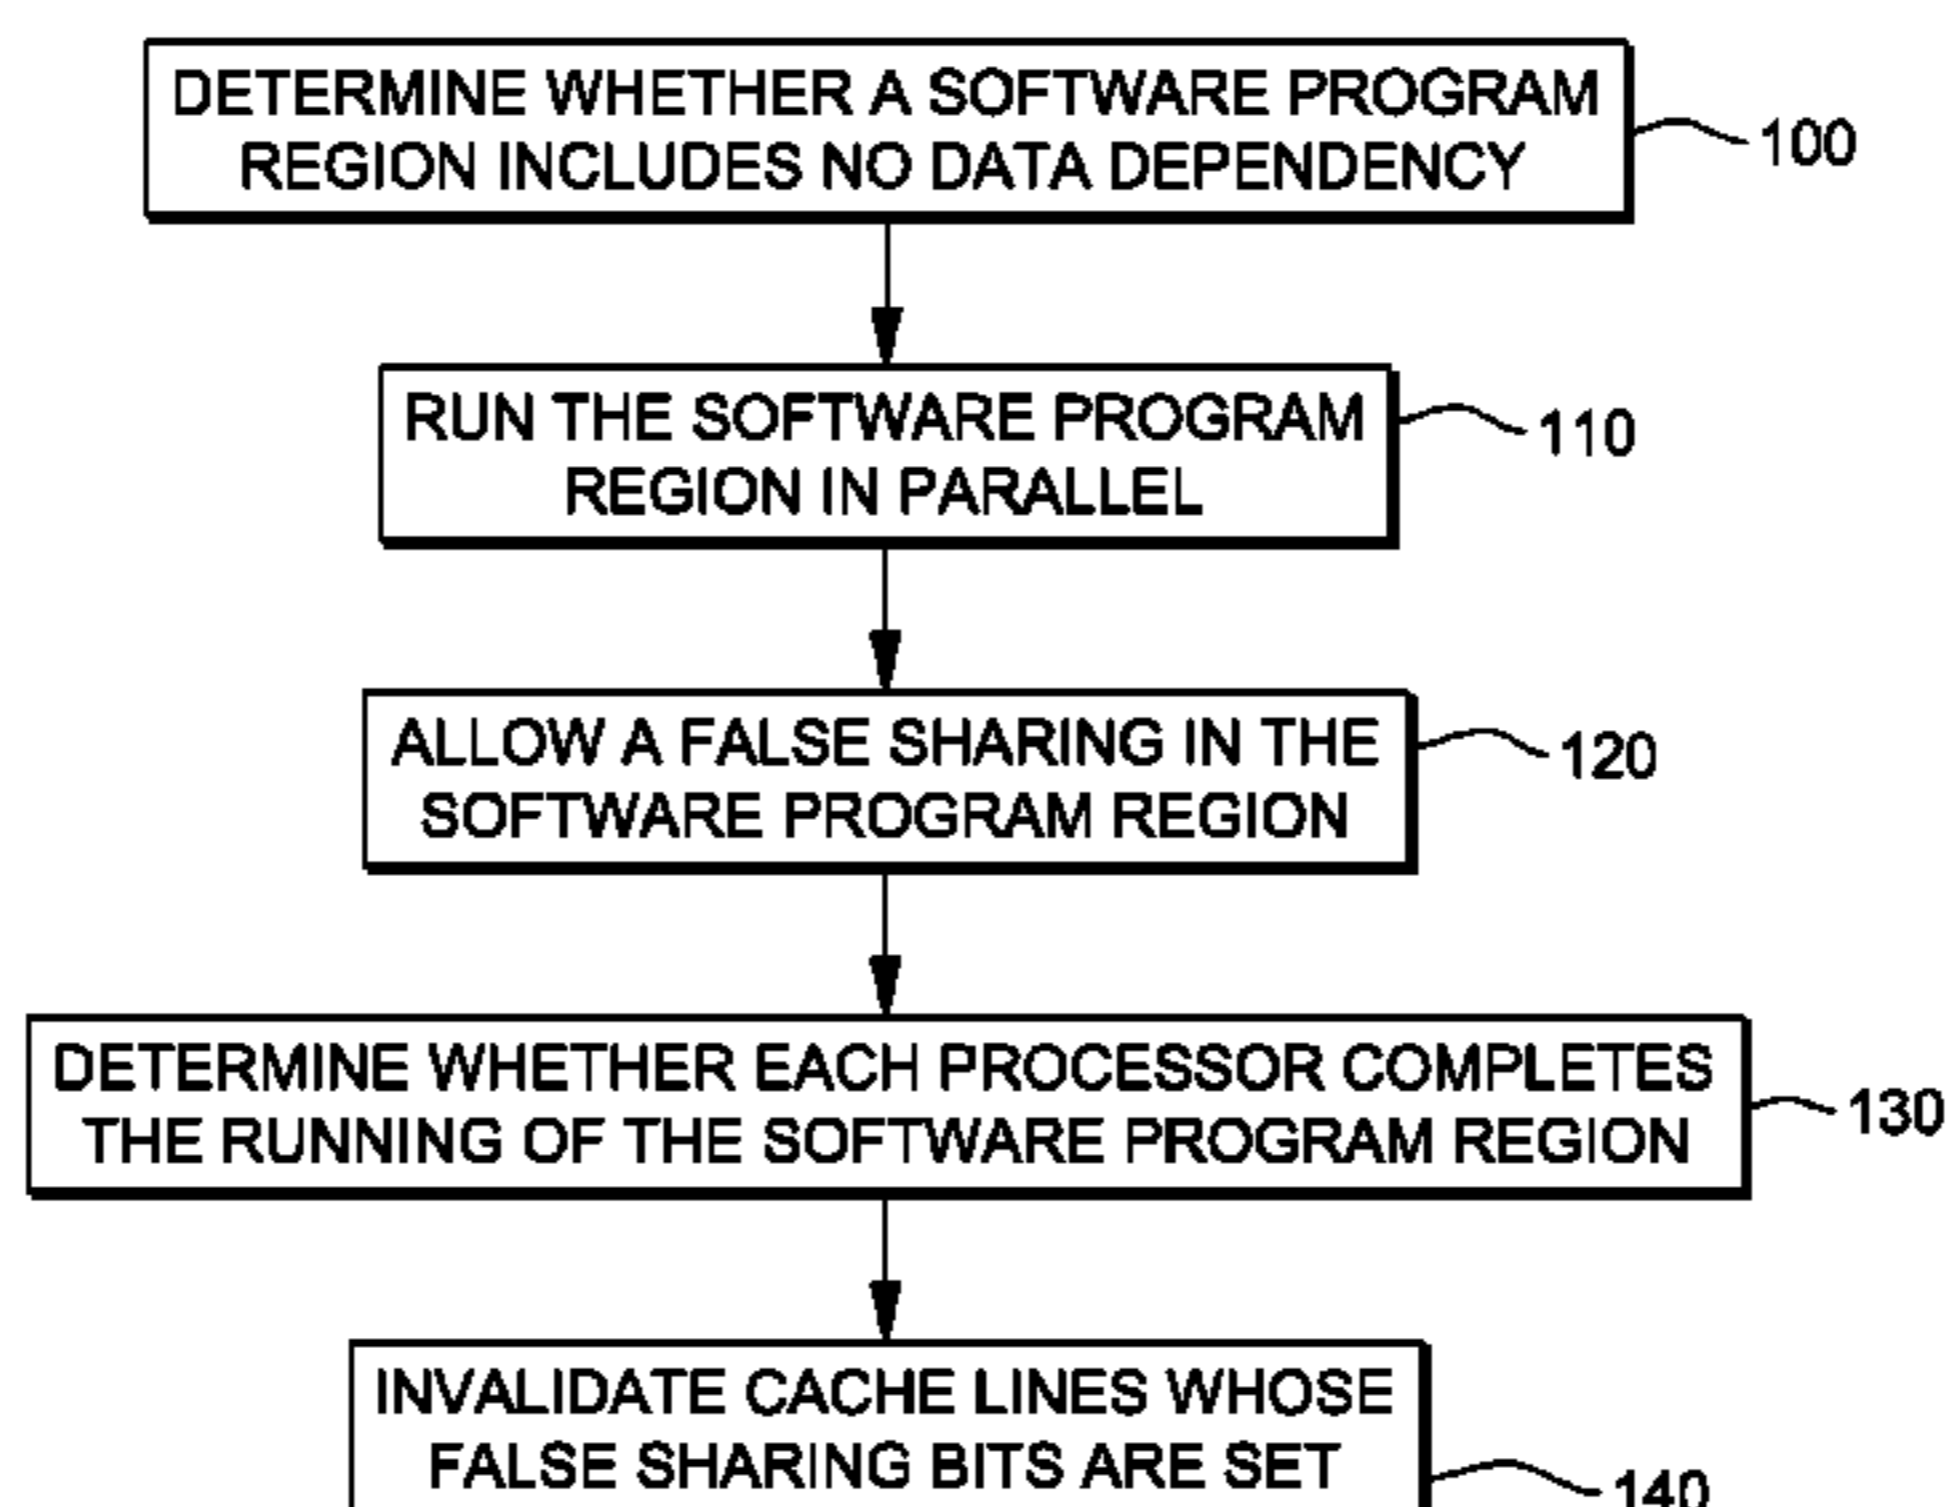 DETERMINE WHETHER A SOFTWARE PROGRAM
REGION INCLUDES NO DATA DEPENDENCY
100
RUN THE SOFTWARE PROGRAM
REGION IN PARALLEL
110
ALLOW A FALSE SHARING IN THE
SOFTWARE PROGRAM REGION
120
DETERMINE WHETHER EACH PROCESSOR COMPLETES
THE RUNNING OF THE SOFTWARE PROGRAM REGION
130
INVALIDATE CACHE LINES WHOSE
FALSE SHARING BITS ARE SET
140